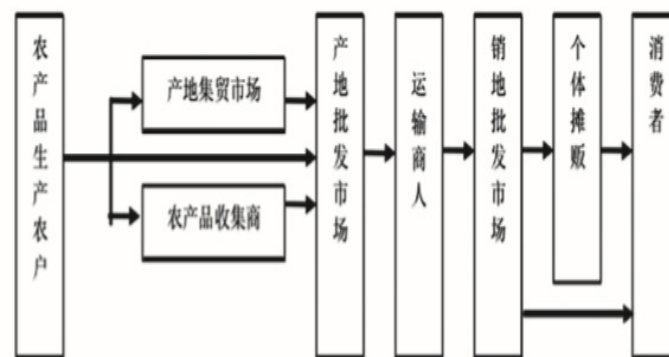 农产品生产农户
产地集贸市场
农产品收集商
产地批发市场
运输商人
销地批发市场
个体摊贩
消费者